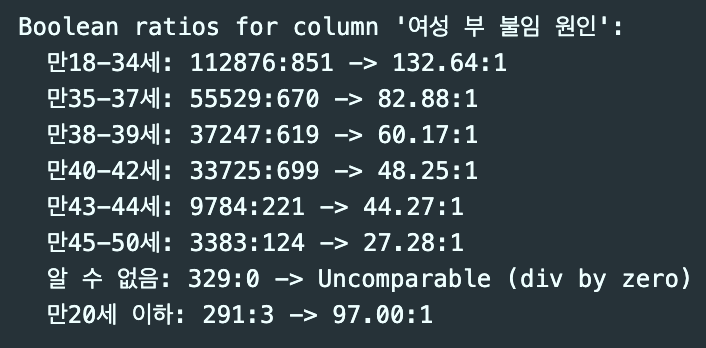 Boolean ratios for column '여성 부 불임 원인':
만18-34세: 112876:851 -> 132.64:1
만35-37세: 55529:670 -> 82.88:1
만38-39세: 37247:619 -> 60.17:1
만40-42세: 33725:699 -> 48.25:1
만43-44세: 9784:221 -> 44.27:1
만45-50세: 3383:124 -> 27.28:1
알 수 없음: 329:0 -> Uncomparable (div by zero)
만20세 이하: 291:3 -> 97.00:1